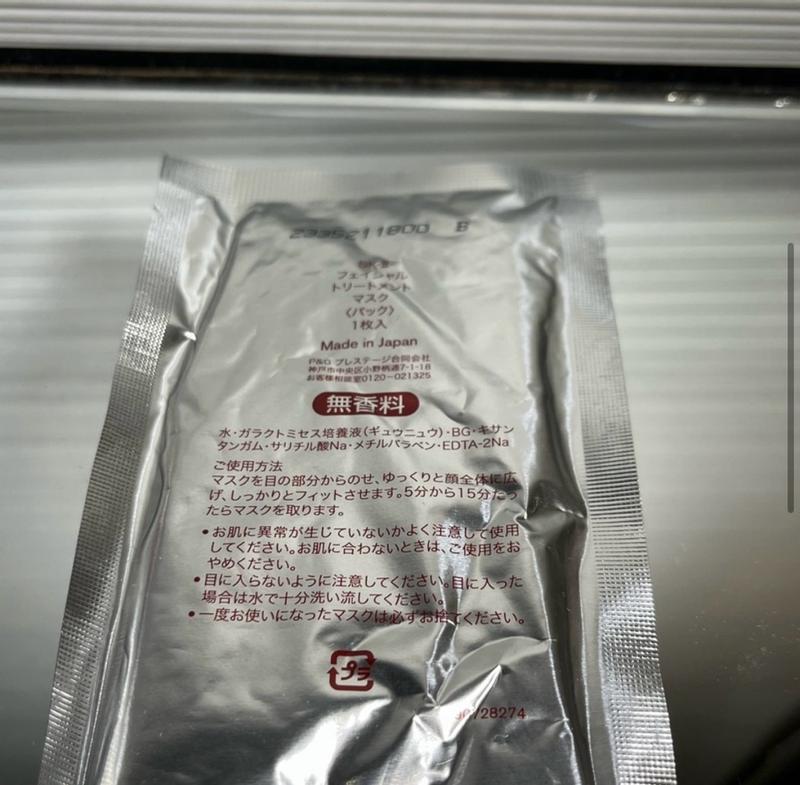 2335211800 B
SK-Ⅱ
フェイシャル
トリートメント
マスク
〈パック〉
1枚入
Made in Japan
P&G プレステージ合同会社
神戸市中央区小野柄通7-1-18
お客様相談室0120-021325
無香料
水・ガラクトミセス培養液(ギュウニュウ)・BG・キサン
タンガム・サリチル酸Na・メチルパラベン・EDTA-2Na
ご使用方法
マスクを目の部分からのせ、ゆっくりと顔全体に広
げ、しっかりとフィットさせます。5分から15分たっ
たらマスクを取ります。
•お肌に異常が生じていないかよく注意して使用
してください。お肌に合わないときは、ご使用をお
やめください。
•目に入らないように注意してください。目に入った
場合は水で十分洗い流してください。
•一度お使いになったマスクは必ずお捨てください。
プラ
28274